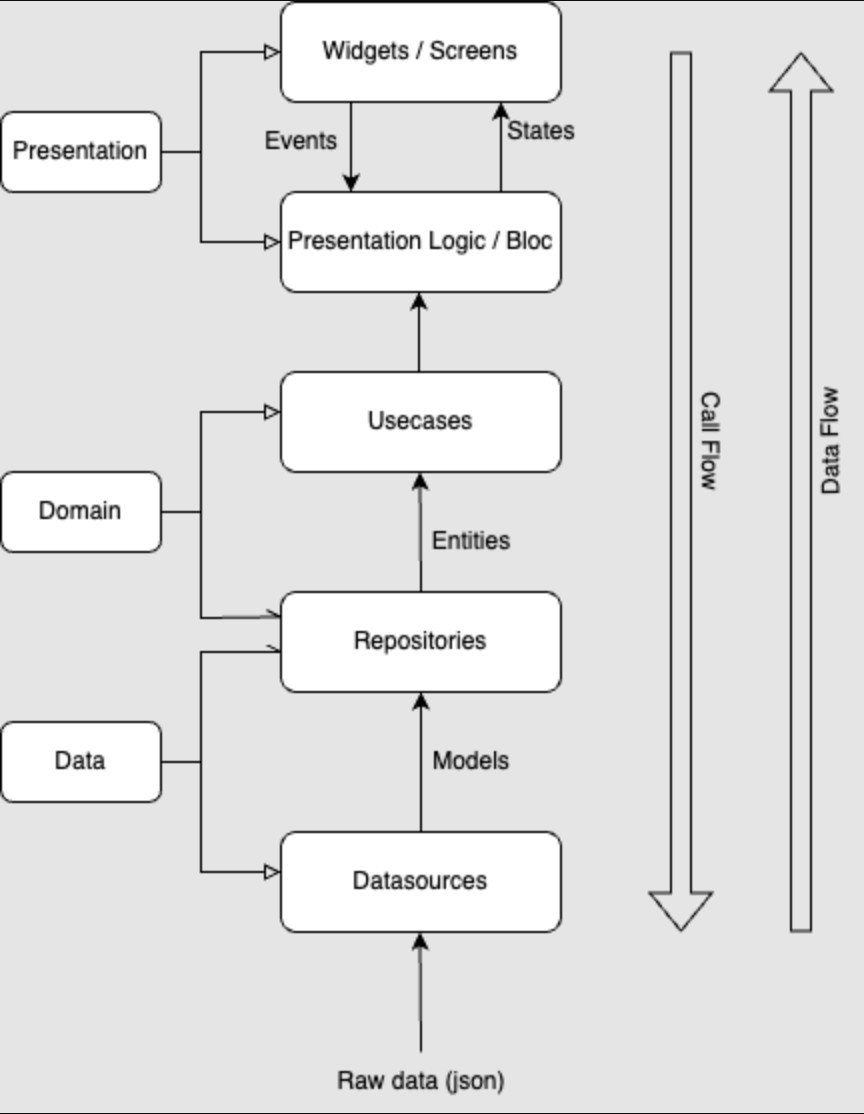 Widgets / Screens
Presentation
Events
States
Presentation Logic / Bloc
Usecases
Call Flow
Data Flow
Domain
Entities
Repositories
Data
Models
Datasources
Raw data (json)